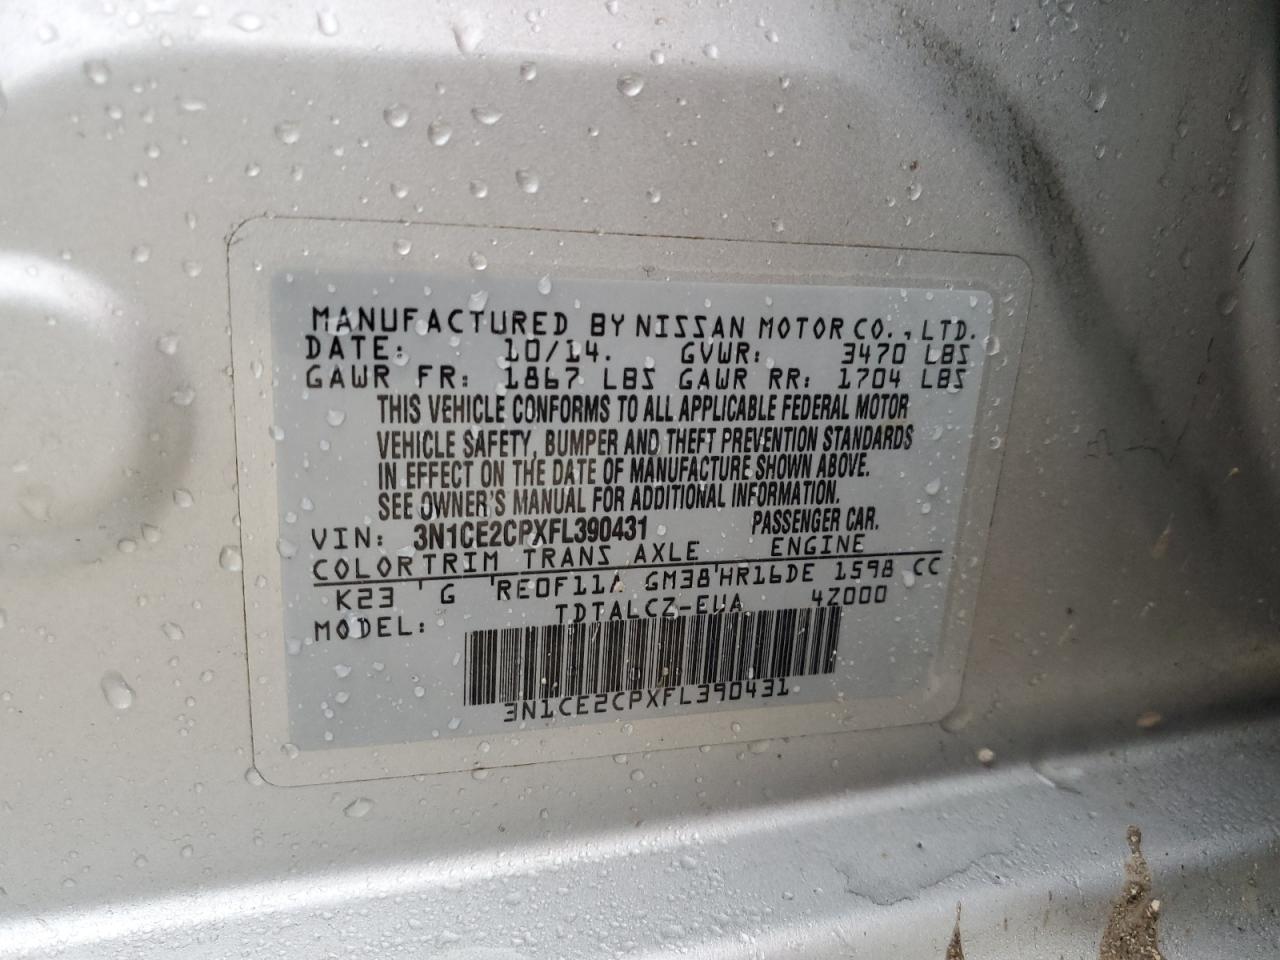 MANUFACTURED BY NISSAN MOTOR CO., LTD.
DATE: 10/14. GVWR: 3470 LBS
GAWR FR: 1867 LBS GAWR RR: 1704 LBS
THIS VEHICLE CONFORMS TO ALL APPLICABLE FEDERAL MOTOR
VEHICLE SAFETY, BUMPER AND THEFT PREVENTION STANDARDS
IN EFFECT ON THE DATE OF MANUFACTURE SHOWN ABOVE.
SEE OWNER'S MANUAL FOR ADDITIONAL INFORMATION.
VIN: 3N1CE2CPXFL390431 PASSENGER CAR.
COLOR TRIM TRANS AXLE ENGINE
K23 G RE0F11A GM38 HR16DE 1598 CC
MODEL: TDTALCZ-EUA 4Z000
3N1CE2CPXFL390431